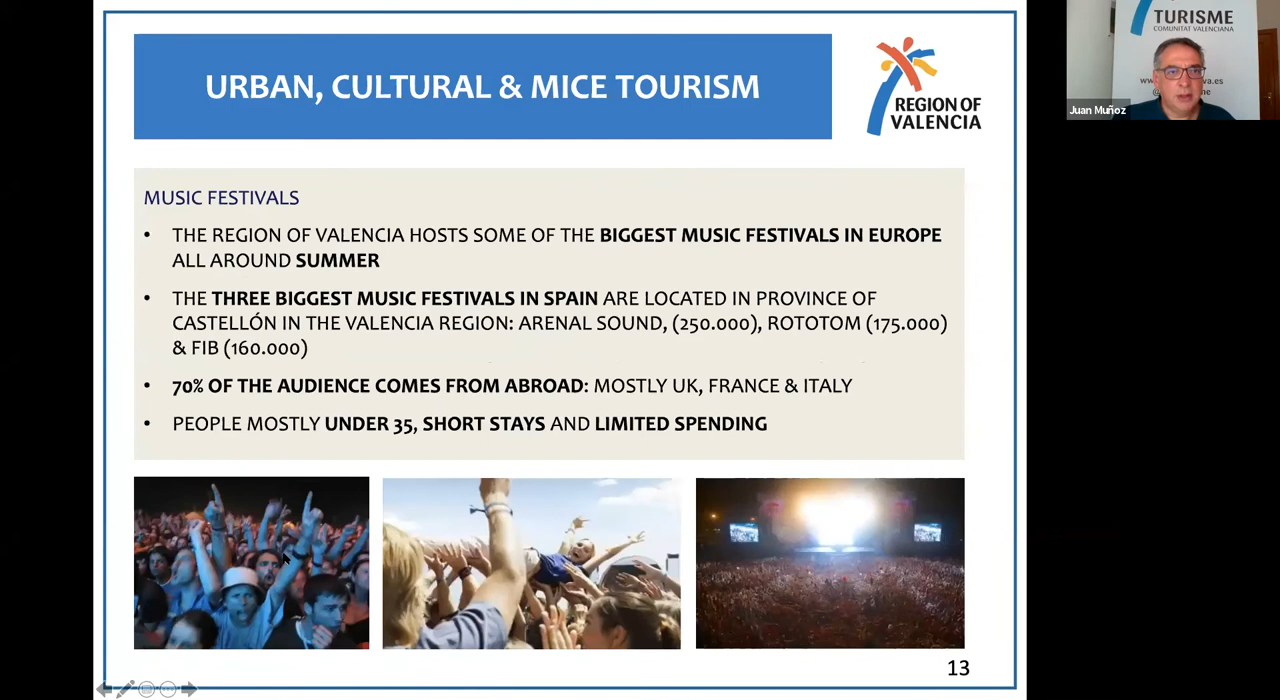 URBAN, CULTURAL & MICE TOURISM
REGION OF
VALENCIA
MUSIC FESTIVALS
• THE REGION OF VALENCIA HOSTS SOME OF THE BIGGEST MUSIC FESTIVALS IN EUROPE
ALL AROUND SUMMER
• THE THREE BIGGEST MUSIC FESTIVALS IN SPAIN ARE LOCATED IN PROVINCE OF
CASTELLÓN IN THE VALENCIA REGION: ARENAL SOUND, (250.000), ROTOTOM (175.000)
& FIB (160.000)
• 70% OF THE AUDIENCE COMES FROM ABROAD: MOSTLY UK, FRANCE & ITALY
• PEOPLE MOSTLY UNDER 35, SHORT STAYS AND LIMITED SPENDING
13
TURISME
COMUNITAT VALENCIANA
Juan Muñoz